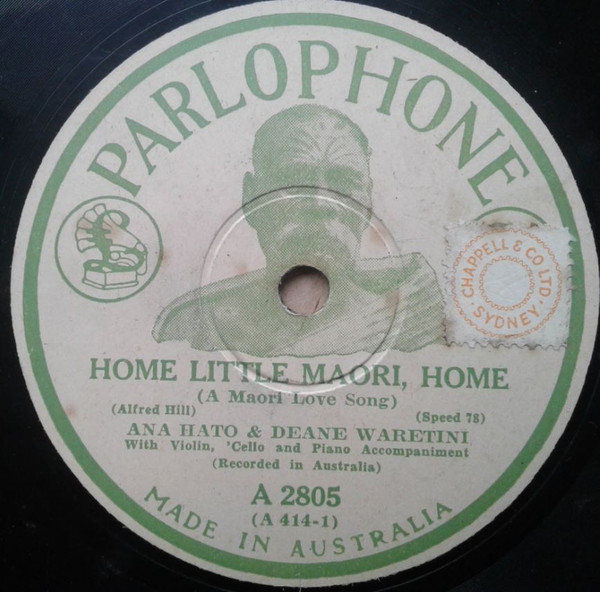 PARLOPHONE
CHAPPELL & CO LTD
SYDNEY
HOME LITTLE MAORI, HOME
(A Maori Love Song)
(Alfred Hill)
(Speed 78)
ANA HATO & DEANE WARETINI
With Violin, 'Cello and Piano Accompaniment
(Recorded in Australia)
A 2805
(A 414-1)
MADE IN AUSTRALIA